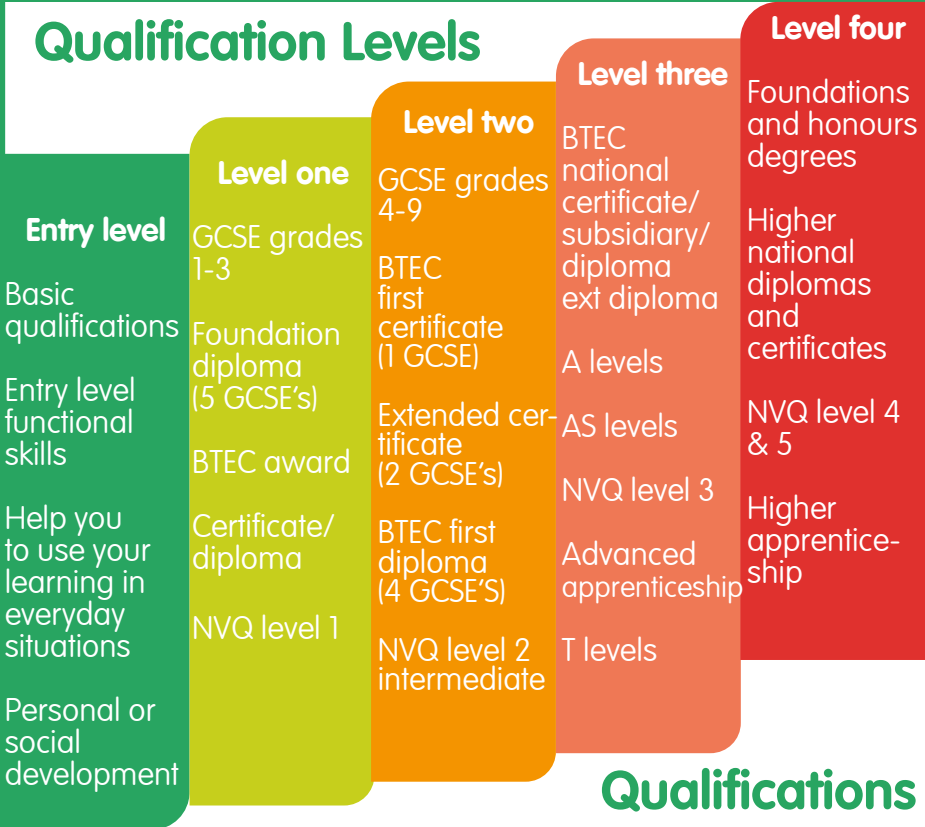 Qualification Levels
Entry level
Basic
qualifications
Entry level
functional
skills
Help you
to use your
learning in
everyday
situations
Personal or
social
development
Level one
GCSE grades
1-3
Foundation
diploma
(5 GCSE's)
BTEC award
Certificate/
diploma
NVQ level 1
Level two
GCSE grades
4-9
BTEC
first
certificate
(1 GCSE)
Extended cer-
tificate
(2 GCSE's)
BTEC first
diploma
(4 GCSE'S)
NVQ level 2
intermediate
Level three
BTEC
national
certificate/
subsidiary/
diploma
ext diploma
A levels
AS levels
NVQ level 3
Advanced
apprenticeship
T levels
Level four
Foundations
and honours
degrees
Higher
national
diplomas
and
certificates
NVQ level 4
& 5
Higher
apprentice-
ship
Qualifications